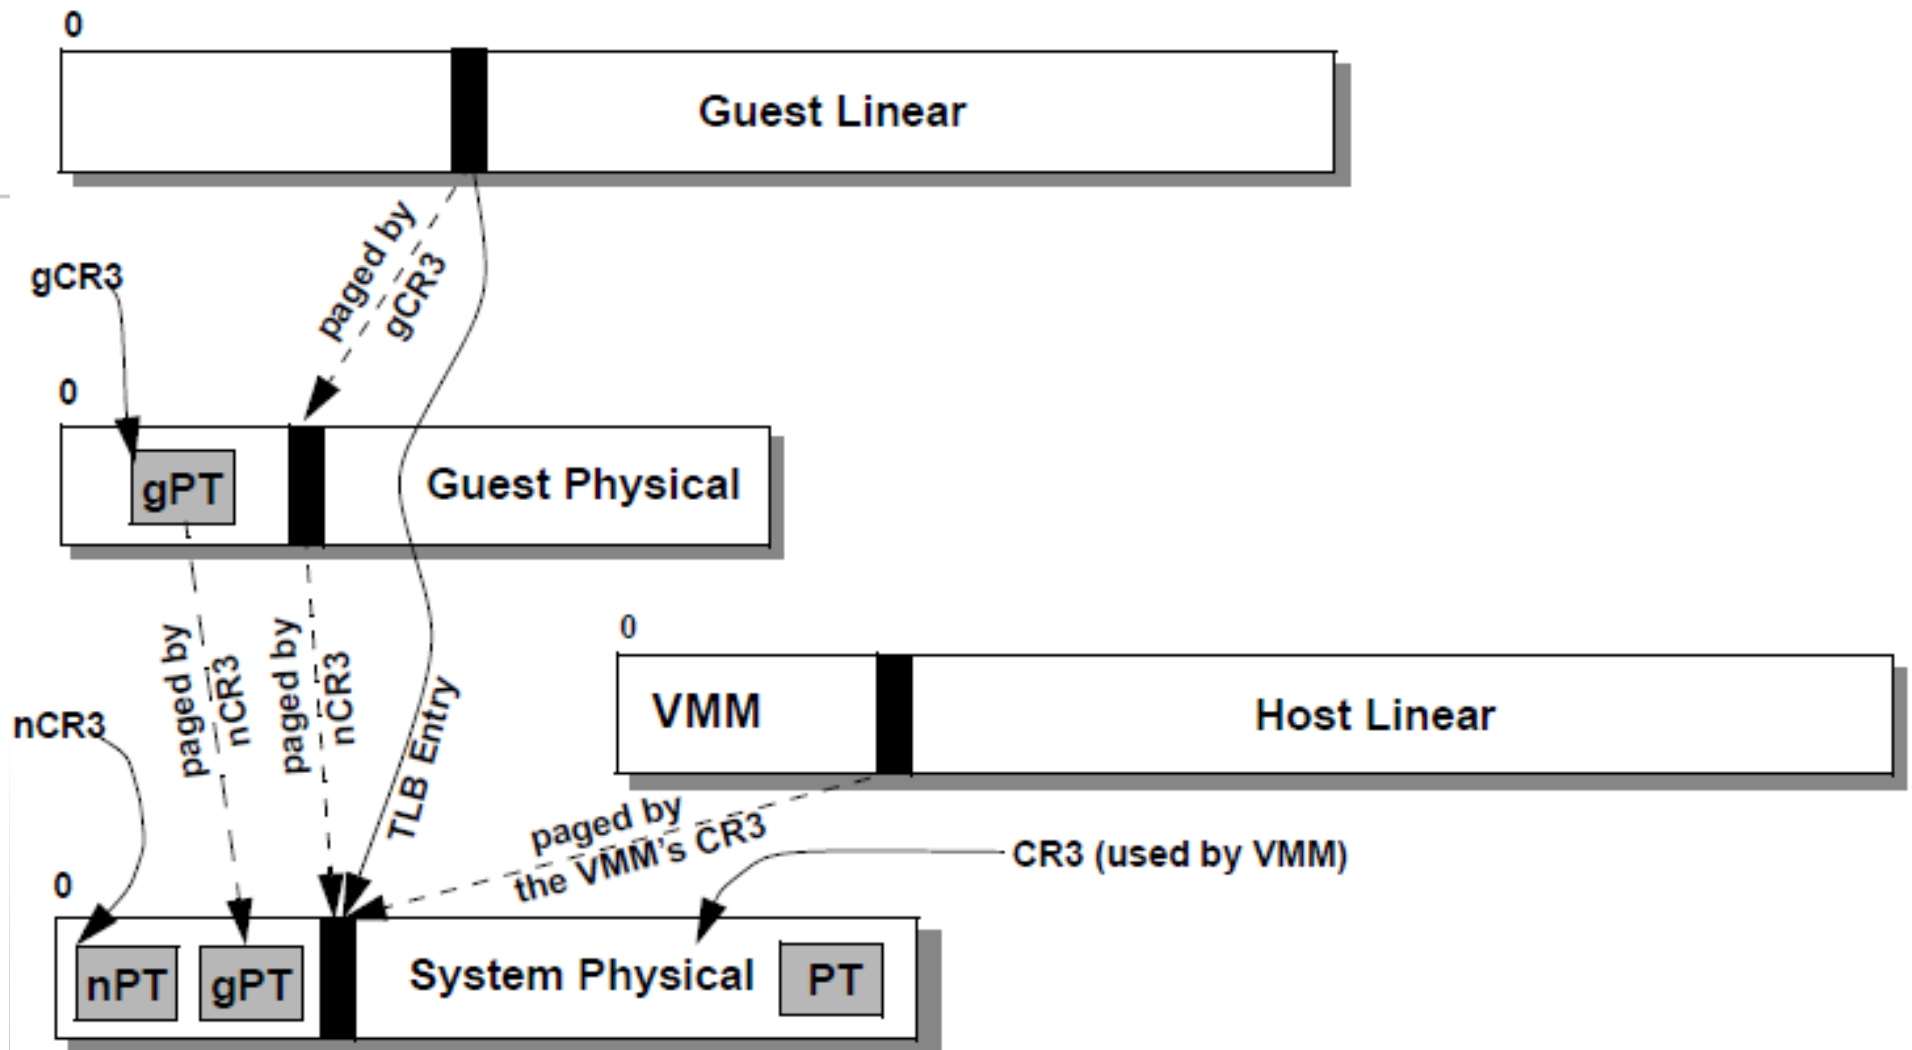 0
Guest Linear
paged by
gCR3
gCR3
0
gPT
Guest Physical
paged by
nCR3
paged by
nCR3
TLB Entry
nCR3
0
VMM
Host Linear
paged by
the VMM's CR3
CR3 (used by VMM)
0
nPT
gPT
System Physical
PT